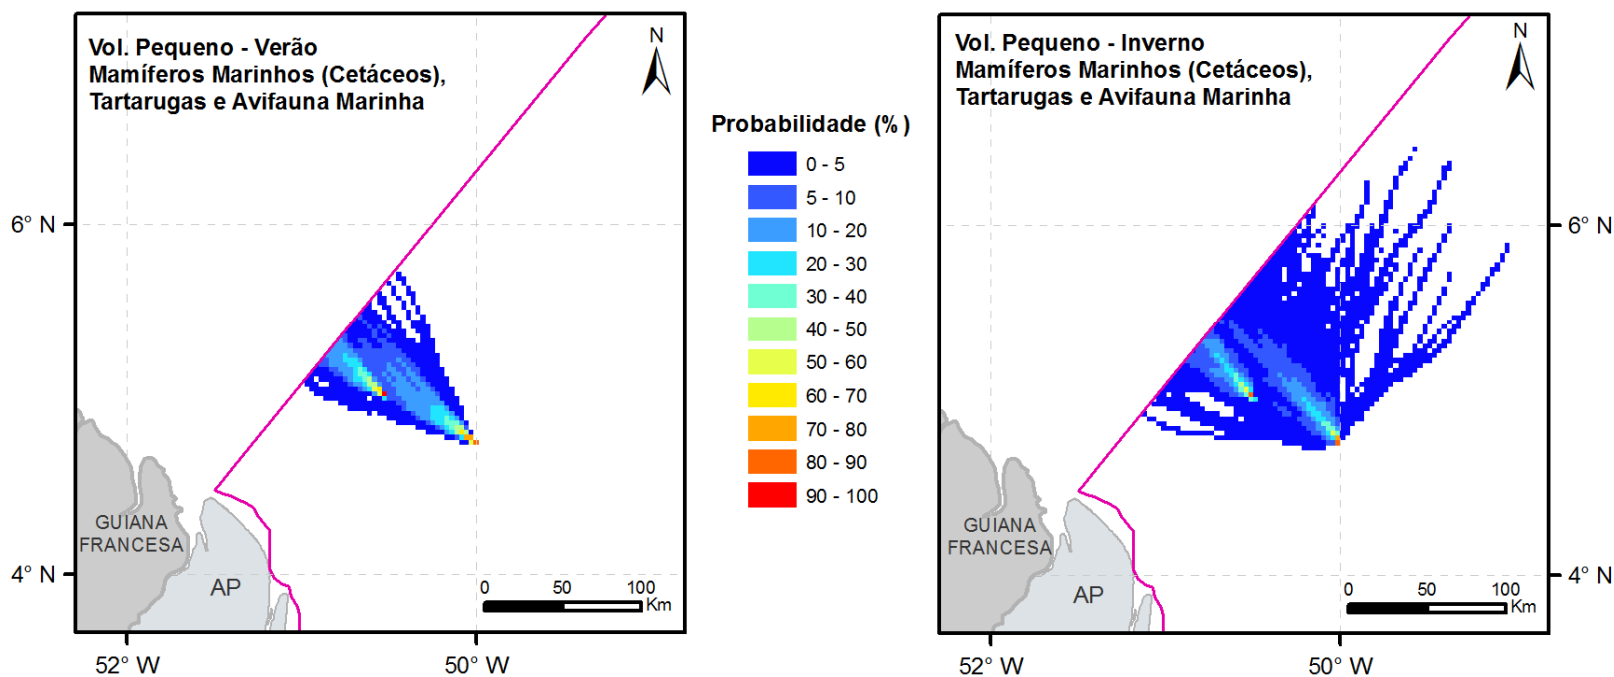 Vol. Pequeno - Verão
Mamíferos Marinhos (Cetáceos),
Tartarugas e Avifauna Marinha
N
6° N
4° N
GUIANA
FRANCESA
AP
0 50 100
Km
52° W
50° W
Probabilidade (%)
0 - 5
5 - 10
10 - 20
20 - 30
30 - 40
40 - 50
50 - 60
60 - 70
70 - 80
80 - 90
90 - 100
Vol. Pequeno - Inverno
Mamíferos Marinhos (Cetáceos),
Tartarugas e Avifauna Marinha
N
6° N
4° N
GUIANA
FRANCESA
AP
0 50 100
Km
52° W
50° W